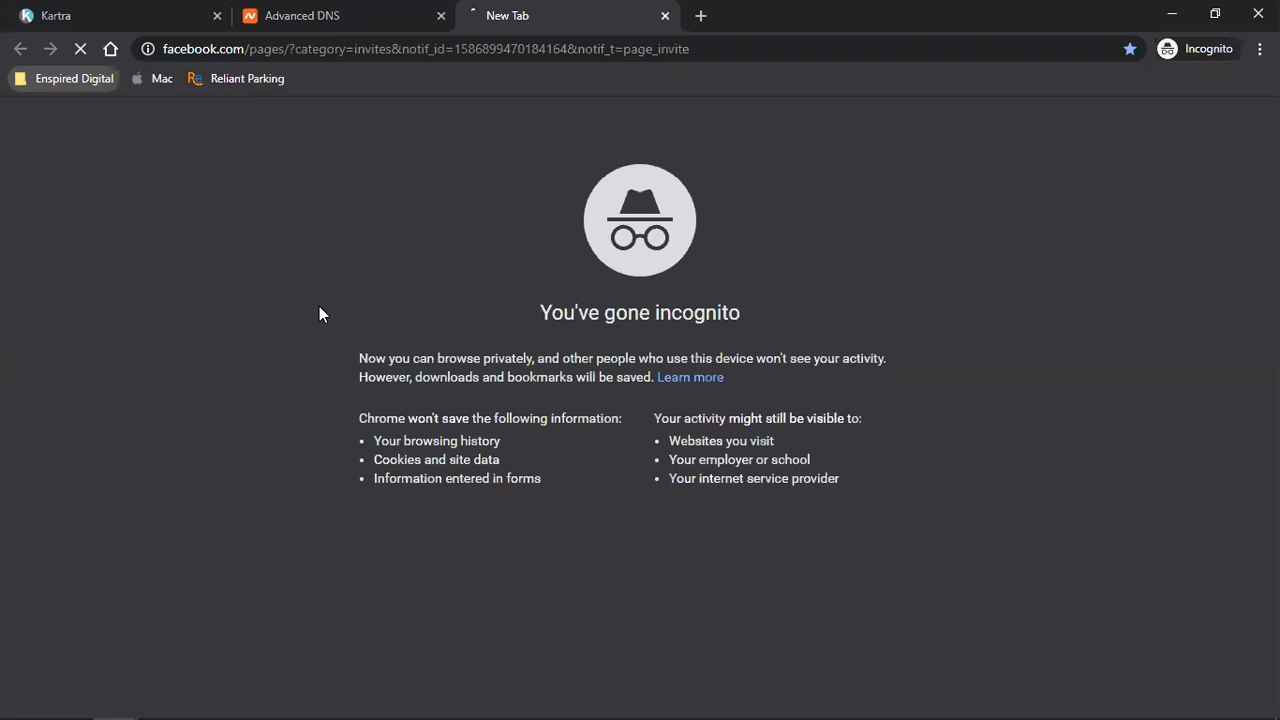 Kartra
Advanced DNS
New Tab
facebook.com/pages/?category=invites&notif_id=1586899470184164&notif_t=page_invite
Incognito
Enspired Digital
Mac
Re
Reliant Parking
You've gone incognito
Now you can browse privately, and other people who use this device won't see your activity.
However, downloads and bookmarks will be saved. Learn more
Chrome won't save the following information:
• Your browsing history
• Cookies and site data
• Information entered in forms
Your activity might still be visible to:
• Websites you visit
• Your employer or school
• Your internet service provider